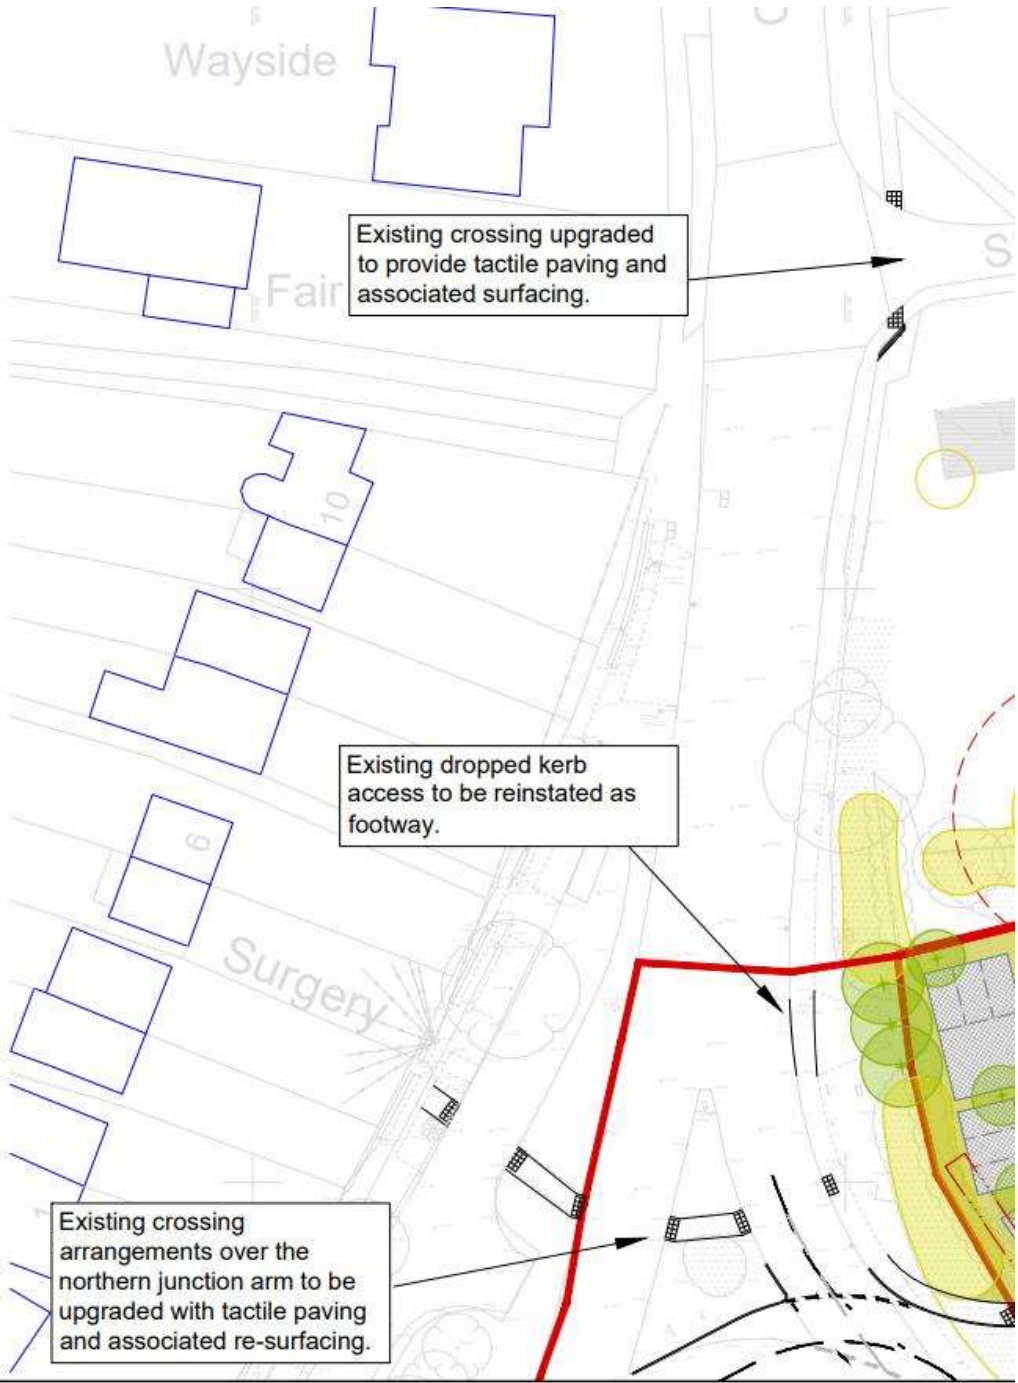 Wayside
Existing crossing upgraded
to provide tactile paving and
associated surfacing.
Fair
10
Existing dropped kerb
access to be reinstated as
footway.
6
Surgery
Existing crossing
arrangements over the
northern junction arm to be
upgraded with tactile paving
and associated re-surfacing.
1